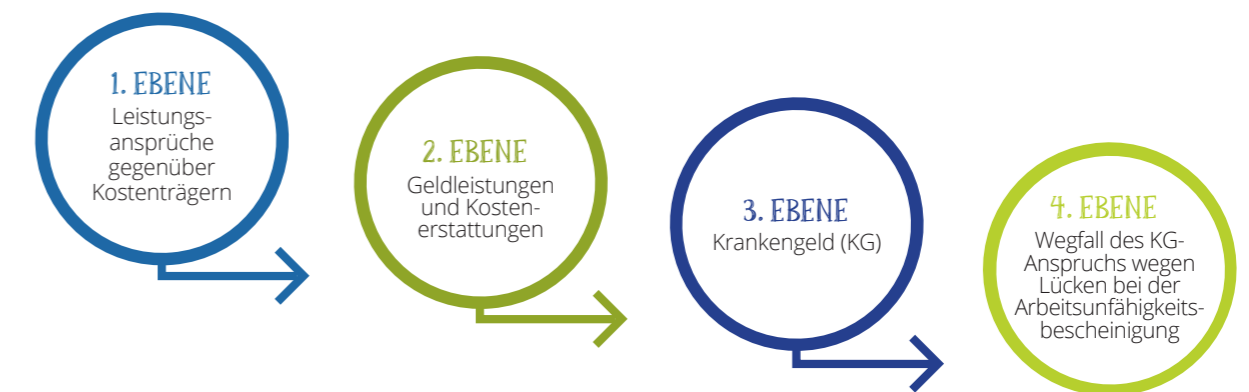 1. EBENE
Leistungs-
ansprüche
gegenüber
Kostenträgern
2. EBENE
Geldleistungen
und Kosten-
erstattungen
3. EBENE
Krankengeld (KG)
4. EBENE
Wegfall des KG-
Anspruchs wegen
Lücken bei der
Arbeitsunfähigkeits-
bescheinigung